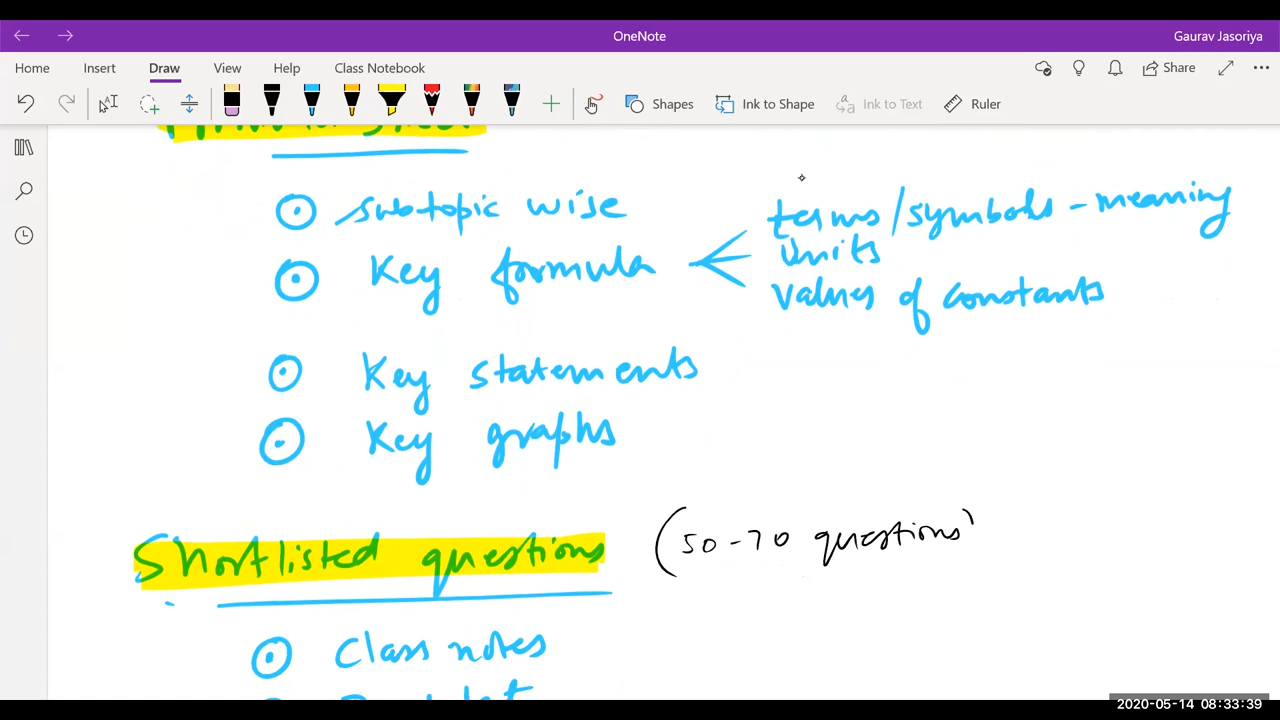 OneNote
Gaurav Jasoriya
Home Insert Draw View Help Class Notebook Share
Shapes Ink to Shape Ink to Text Ruler
subtopic wise
Key formula
terms/symbols - meaning
Units
values of constants
Key statements
Key graphs
Shortlisted questions (50-70 questions)
Class notes
2020-05-14 08:33:39